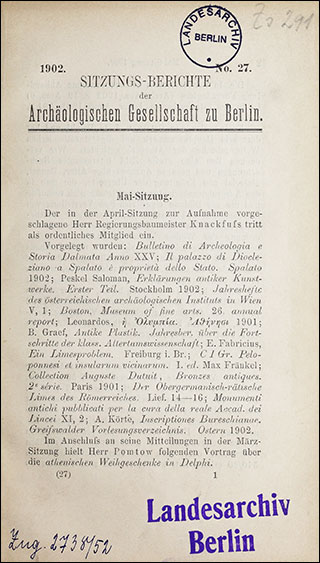 LANDESARCHIV
BERLIN
Zs 291
1902. No. 27.
SITZUNGS-BERICHTE
der
Archäologischen Gesellschaft zu Berlin.
Mai-Sitzung.
Der in der April-Sitzung zur Aufnahme vorge-
schlagene Herr Regierungsbaumeister Knackfufs tritt
als ordentliches Mitglied ein.
Vorgelegt wurden: Bulletino di Archeologia e
Storia Dalmata Anno XXV; Il palazzo di Diocle-
ziano a Spalato è proprietà dello Stato. Spalato
1902; Peskel Saloman, Erklärungen antiker Kunst-
werke. Erster Teil. Stockholm 1902; Jahreshefte
des österreichischen archäologischen Instituts in Wien
V, 1; Boston. Museum of fine arts. 26. annual
report; Leonardos, ἡ Ὀλυμπία. Ἀθήνησι 1901;
B. Graef, Antike Plastik. Jahresber. über die Fort-
schritte der klass. Altertumswissenschaft; E. Fabricius,
Ein Limesproblem. Freiburg i. Br.; C I Gr. Pelo-
ponnesi et insularum vicinarum. I. ed. Max Fränkel;
Collection Auguste Dutuit, Bronzes antiques.
2e série. Paris 1901; Der Obergermanisch-rätische
Limes des Römerreiches. Lief. 14—16; Monumenti
antichi pubblicati per la cura della reale Accad. dei
Lincei XI, 2; A. Körte, Inscriptiones Bureschianae.
Greifswalder Vorlesungsverzeichnis. Ostern 1902.
Im Anschluß an seine Mitteilungen in der März-
Sitzung hielt Herr Pomtow folgenden Vortrag über
die athenischen Weihgeschenke in Delphi.
(27) 1
Landesarchiv
Berlin
Zug. 2738/52